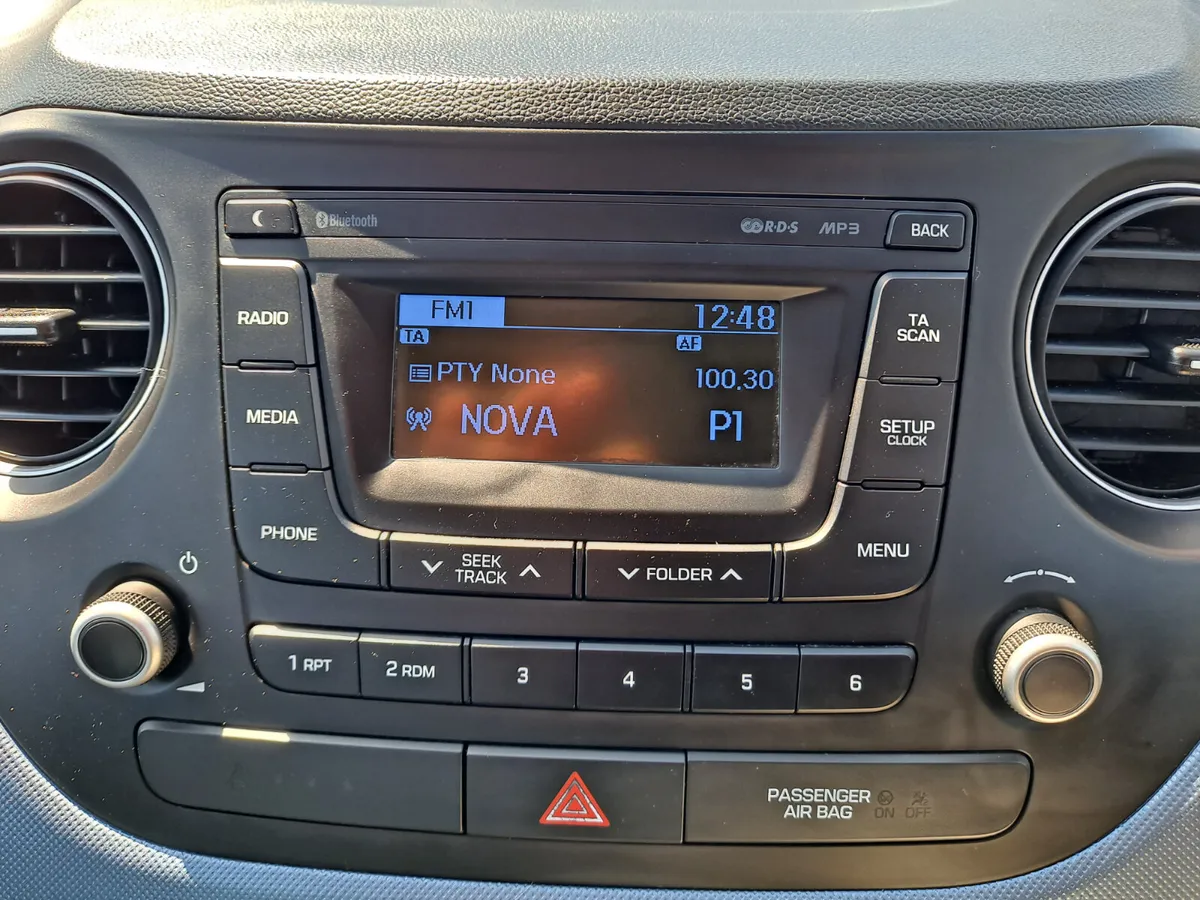 Bluetooth
R·D·S MP3
BACK
RADIO
MEDIA
PHONE
FM1 12:48
TA AF
PTY None 100.30
NOVA P1
TA
SCAN
SETUP
CLOCK
MENU
SEEK
TRACK
FOLDER
1 RPT
2 RDM
3
4
5
6
PASSENGER
AIR BAG
ON OFF